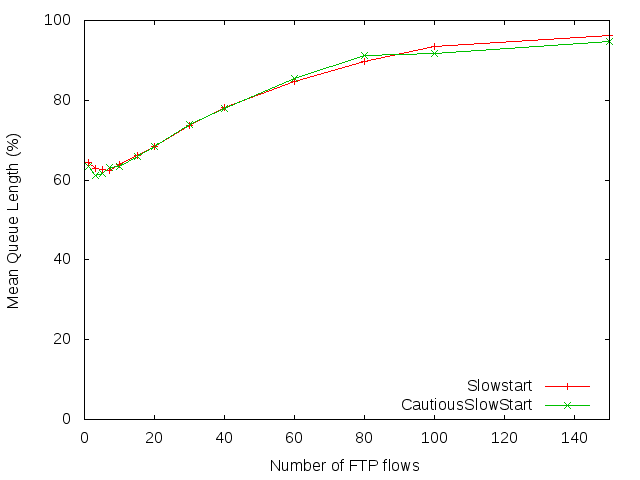 Mean Queue Length (%)
100
80
60
40
20
0
Slowstart
CautiousSlowStart
0 20 40 60 80 100 120 140
Number of FTP flows